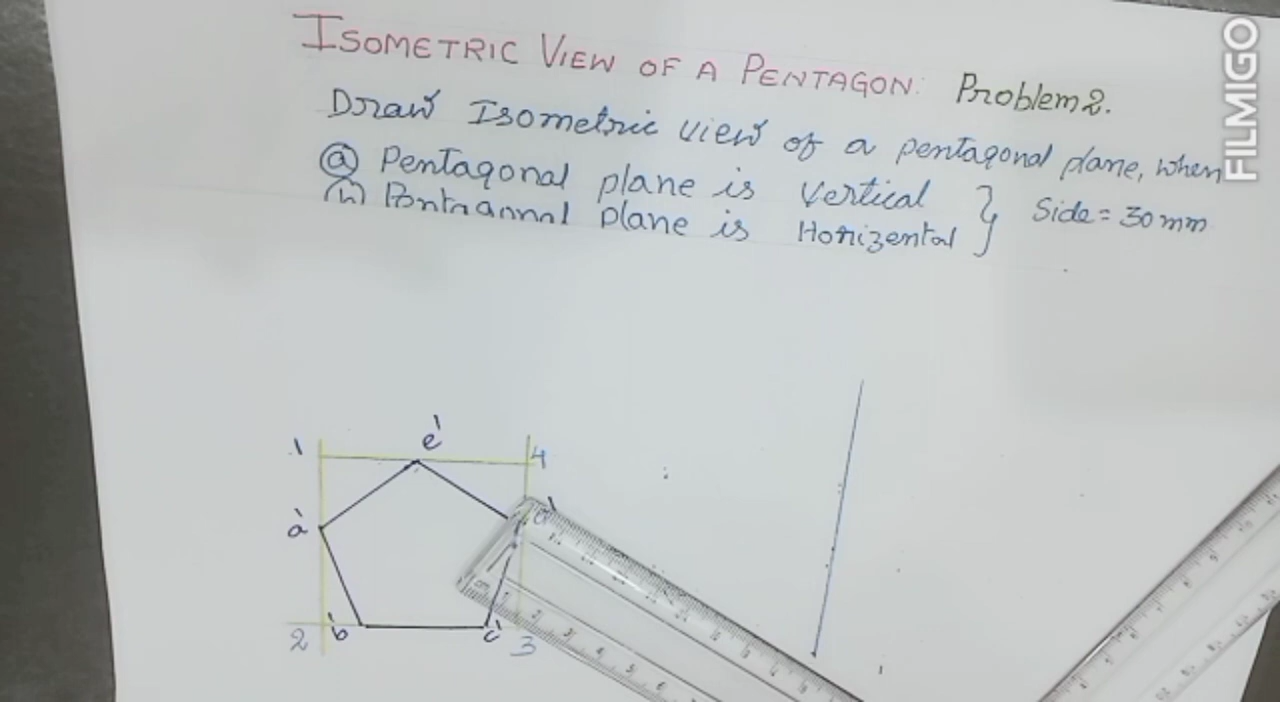 ISOMETRIC VIEW OF A PENTAGON: Problem 2.
Draw Isometric view of a pentagonal plane, when
(a) Pentagonal plane is Vertical } Side = 30 mm
(b) Pentagonal plane is Horizental
FILMIGO
1 e' 4
a' d'
2 b' c' 3